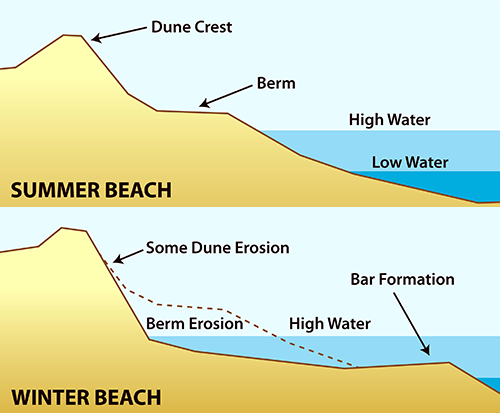 Dune Crest
Berm
High Water
Low Water
SUMMER BEACH
Some Dune Erosion
Bar Formation
Berm Erosion
High Water
WINTER BEACH